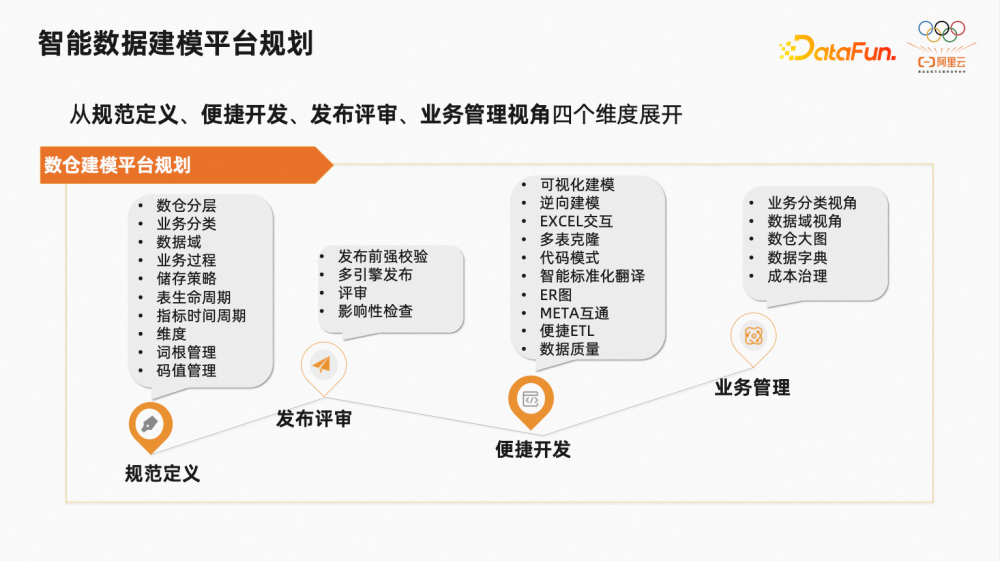 智能数据建模平台规划
DataFun.
阿里云
从规范定义、便捷开发、发布评审、业务管理视角四个维度展开
数仓建模平台规划
• 数仓分层
• 业务分类
• 数据域
• 业务过程
• 储存策略
• 表生命周期
• 指标时间周期
• 维度
• 词根管理
• 码值管理
规范定义
• 发布前强校验
• 多引擎发布
• 评审
• 影响性检查
发布评审
• 可视化建模
• 逆向建模
• EXCEL交互
• 多表克隆
• 代码模式
• 智能标准化翻译
• ER图
• META互通
• 便捷ETL
• 数据质量
便捷开发
• 业务分类视角
• 数据域视角
• 数仓大图
• 数据字典
• 成本治理
业务管理